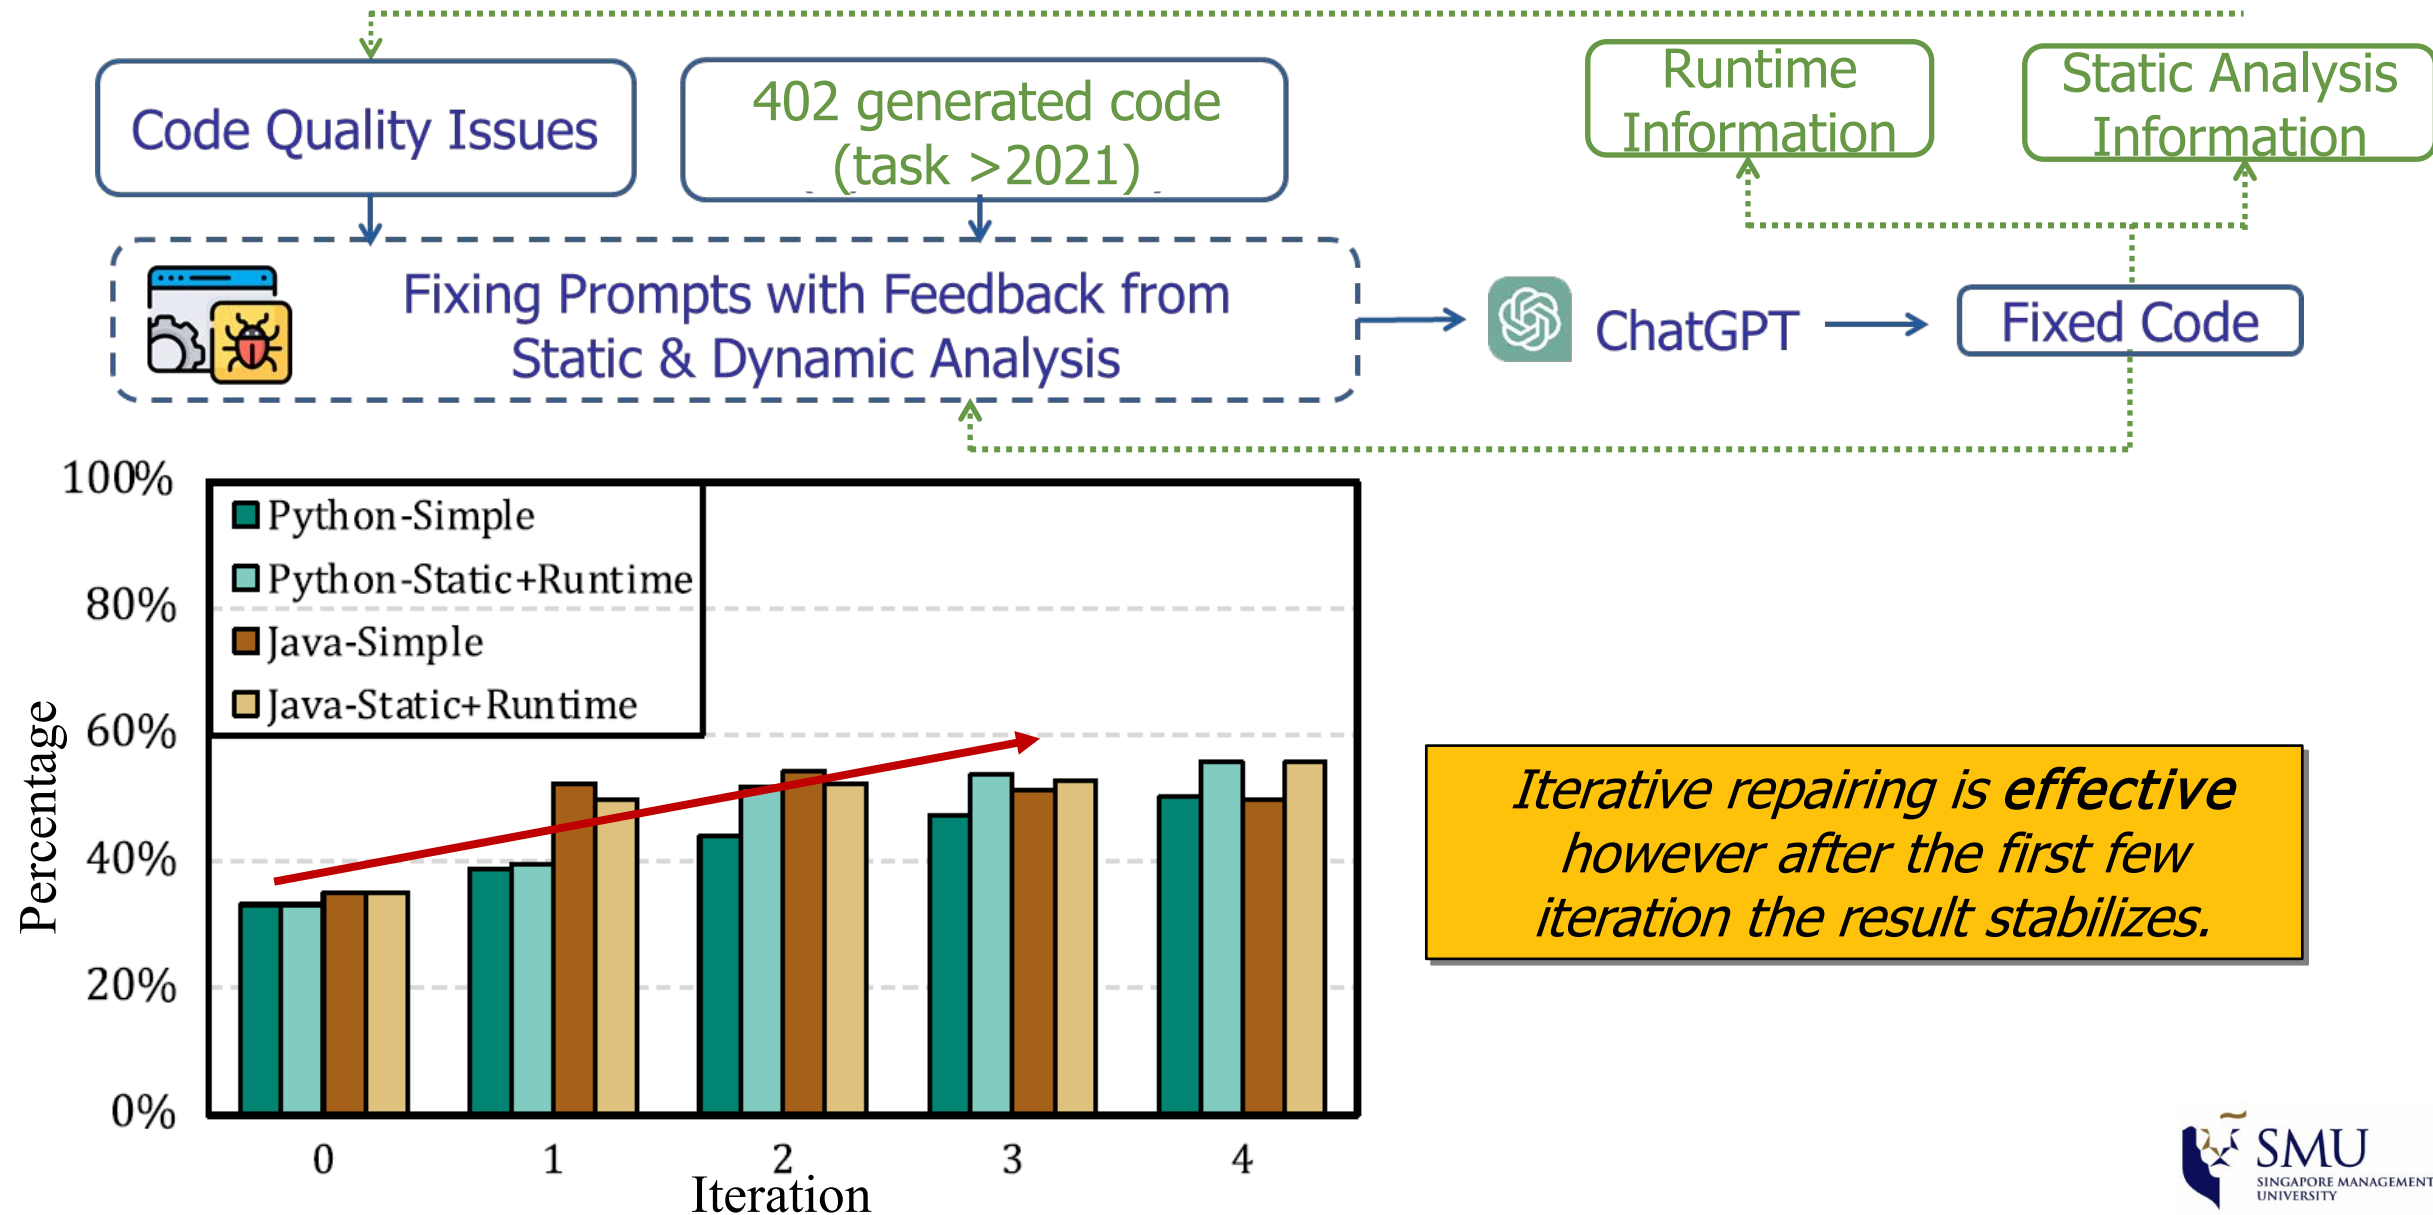 Code Quality Issues
402 generated code
(task >2021)
Runtime
Information
Static Analysis
Information
Fixing Prompts with Feedback from
Static & Dynamic Analysis
ChatGPT
Fixed Code
100%
80%
60%
40%
20%
0%
Percentage
Python-Simple
Python-Static+Runtime
Java-Simple
Java-Static+Runtime
0
1
2
3
4
Iteration
Iterative repairing is effective
however after the first few
iteration the result stabilizes.
SMU
SINGAPORE MANAGEMENT
UNIVERSITY